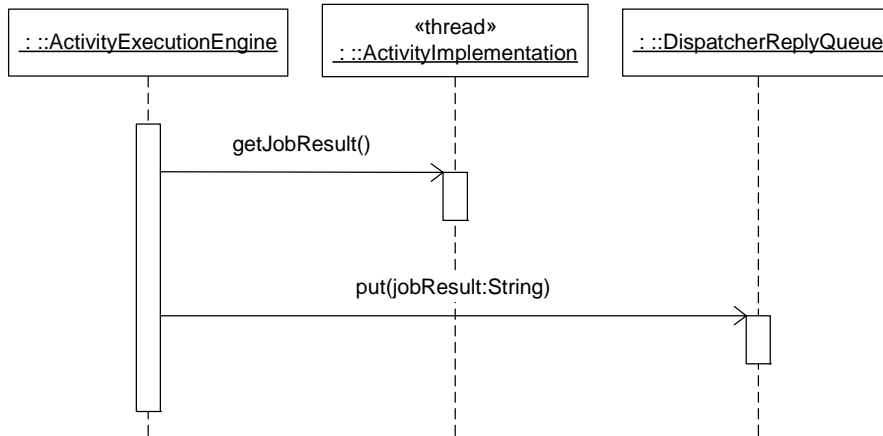 : ::ActivityExecutionEngine
«thread»
: ::ActivityImplementation
: ::DispatcherReplyQueue
getJobResult()
put(jobResult:String)